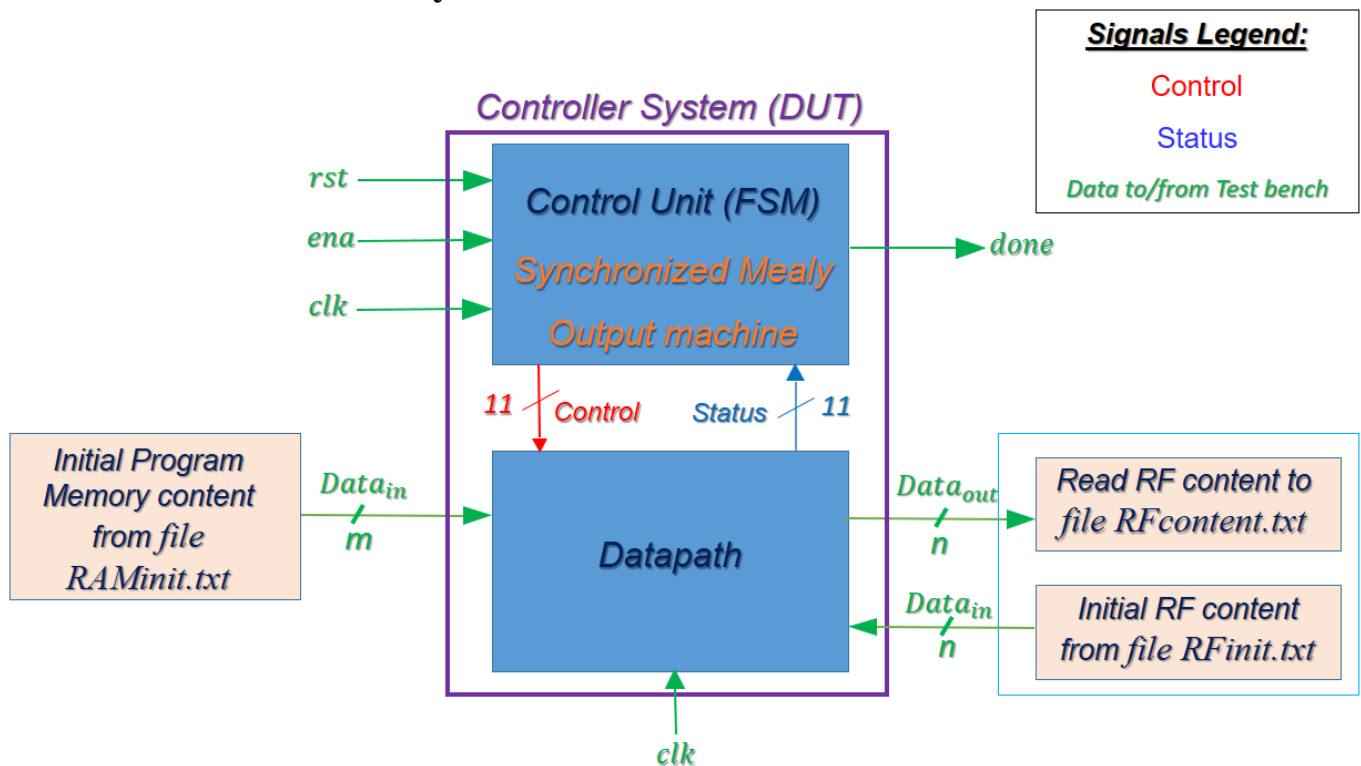 Signals Legend:
Control
Status
Data to/from Test bench
Controller System (DUT)
rst
ena
clk
Control Unit (FSM)
Synchronized Mealy
Output machine
done
11
Control
Status
11
Initial Program
Memory content
from file
RAMinit.txt
Data_in
m
Datapath
Data_out
n
Read RF content to
file RFcontent.txt
Data_in
n
Initial RF content
from file RFinit.txt
clk